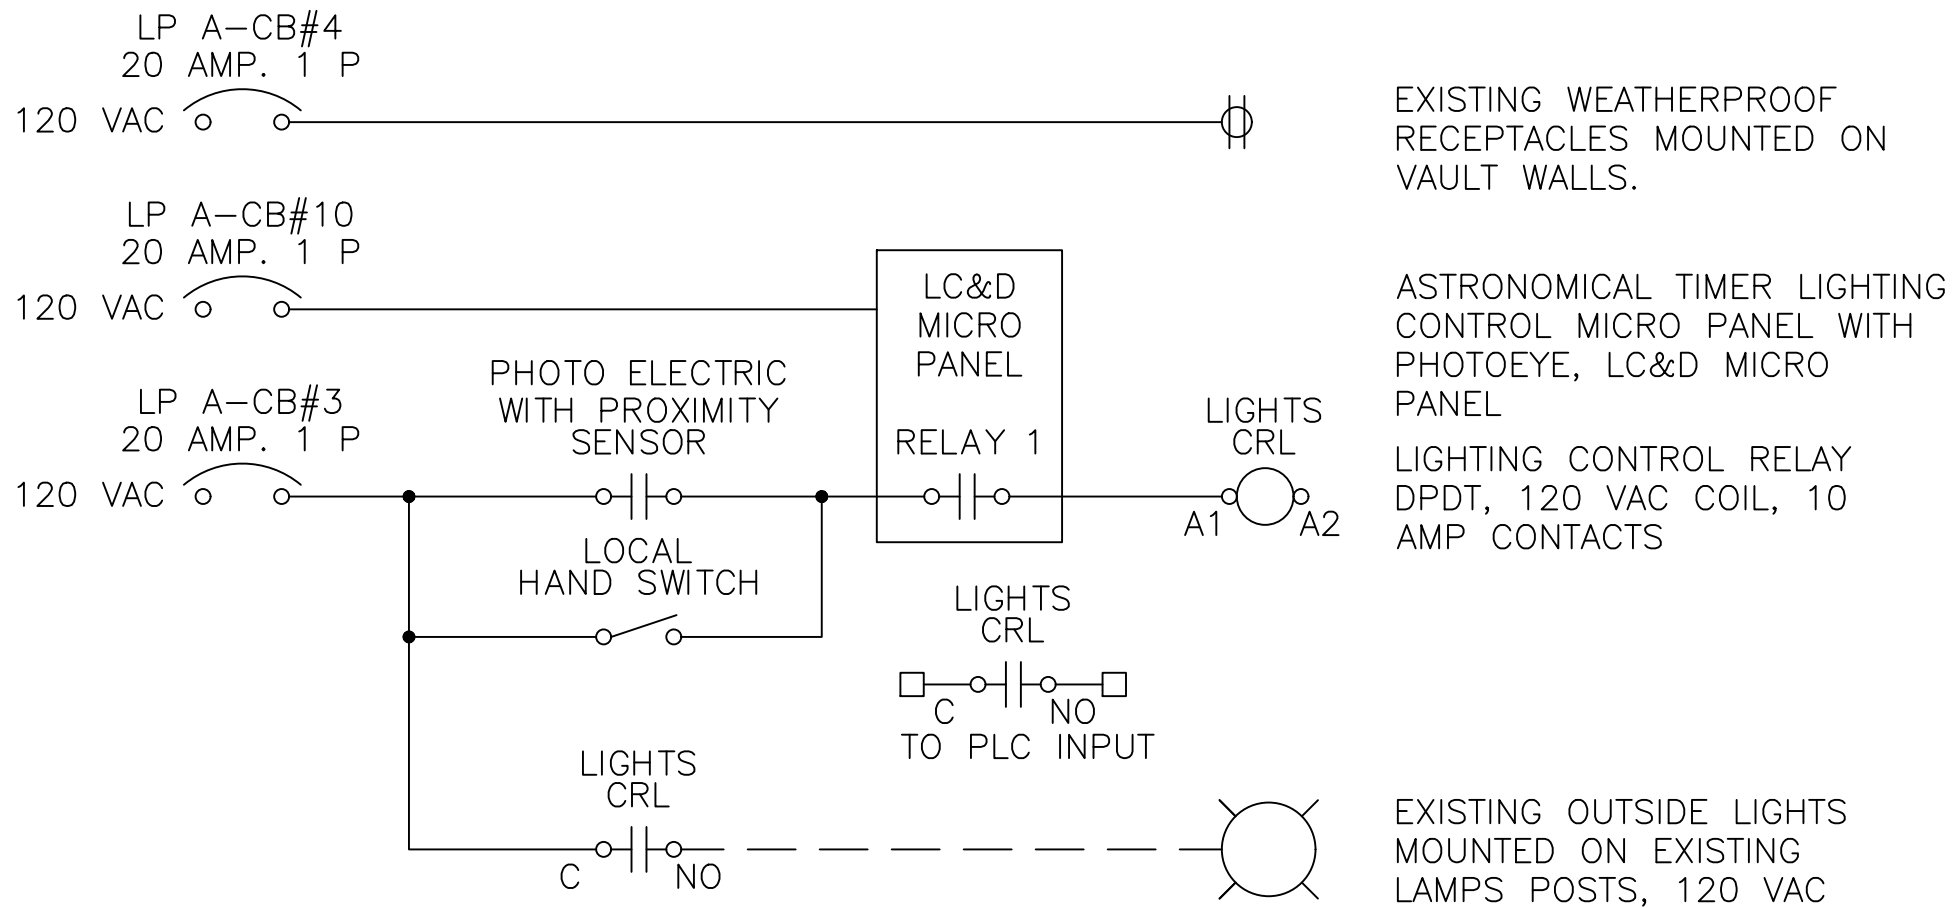 LP A-CB#4
20 AMP. 1 P
120 VAC
EXISTING WEATHERPROOF
RECEPTACLES MOUNTED ON
VAULT WALLS.
LP A-CB#10
20 AMP. 1 P
120 VAC
LC&D
MICRO
PANEL
ASTRONOMICAL TIMER LIGHTING
CONTROL MICRO PANEL WITH
PHOTOEYE, LC&D MICRO
PANEL
LP A-CB#3
20 AMP. 1 P
120 VAC
PHOTO ELECTRIC
WITH PROXIMITY
SENSOR
RELAY 1
LIGHTS
CRL
A1
A2
LIGHTING CONTROL RELAY
DPDT, 120 VAC COIL, 10
AMP CONTACTS
LOCAL
HAND SWITCH
LIGHTS
CRL
C
NO
TO PLC INPUT
LIGHTS
CRL
C
NO
EXISTING OUTSIDE LIGHTS
MOUNTED ON EXISTING
LAMPS POSTS, 120 VAC